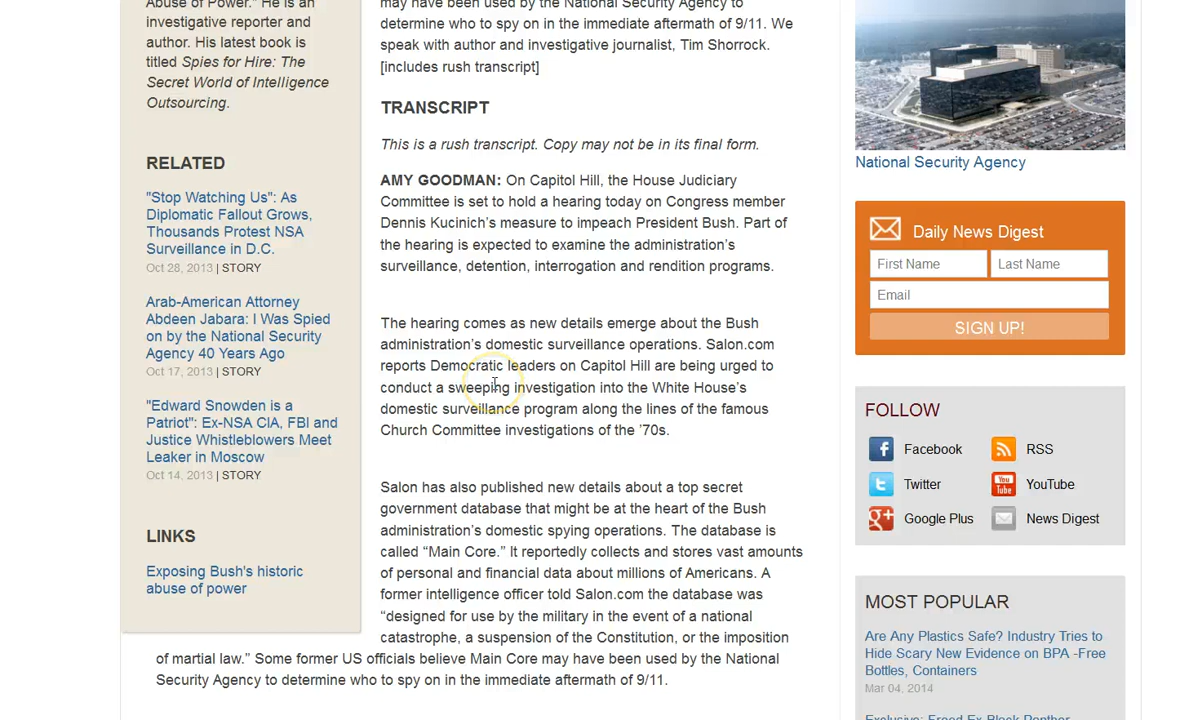 Abuse of Power." He is an
investigative reporter and
author. His latest book is
titled Spies for Hire: The
Secret World of Intelligence
Outsourcing.
RELATED
"Stop Watching Us": As
Diplomatic Fallout Grows,
Thousands Protest NSA
Surveillance in D.C.
Oct 28, 2013 | STORY
Arab-American Attorney
Abdeen Jabara: I Was Spied
on by the National Security
Agency 40 Years Ago
Oct 17, 2013 | STORY
"Edward Snowden is a
Patriot": Ex-NSA CIA, FBI and
Justice Whistleblowers Meet
Leaker in Moscow
Oct 14, 2013 | STORY
LINKS
Exposing Bush's historic
abuse of power
may have been used by the National Security Agency to
determine who to spy on in the immediate aftermath of 9/11. We
speak with author and investigative journalist, Tim Shorrock.
[includes rush transcript]
TRANSCRIPT
This is a rush transcript. Copy may not be in its final form.
AMY GOODMAN: On Capitol Hill, the House Judiciary
Committee is set to hold a hearing today on Congress member
Dennis Kucinich’s measure to impeach President Bush. Part of
the hearing is expected to examine the administration’s
surveillance, detention, interrogation and rendition programs.
The hearing comes as new details emerge about the Bush
administration’s domestic surveillance operations. Salon.com
reports Democratic leaders on Capitol Hill are being urged to
conduct a sweeping investigation into the White House’s
domestic surveillance program along the lines of the famous
Church Committee investigations of the ’70s.
Salon has also published new details about a top secret
government database that might be at the heart of the Bush
administration’s domestic spying operations. The database is
called “Main Core.” It reportedly collects and stores vast amounts
of personal and financial data about millions of Americans. A
former intelligence officer told Salon.com the database was
“designed for use by the military in the event of a national
catastrophe, a suspension of the Constitution, or the imposition
of martial law.” Some former US officials believe Main Core may have been used by the National
Security Agency to determine who to spy on in the immediate aftermath of 9/11.
National Security Agency
Daily News Digest
First Name
Last Name
Email
SIGN UP!
FOLLOW
Facebook
RSS
Twitter
You Tube
YouTube
Google Plus
News Digest
MOST POPULAR
Are Any Plastics Safe? Industry Tries to
Hide Scary New Evidence on BPA -Free
Bottles, Containers
Mar 04, 2014
Exclusive: Freed Ex-Black Panther